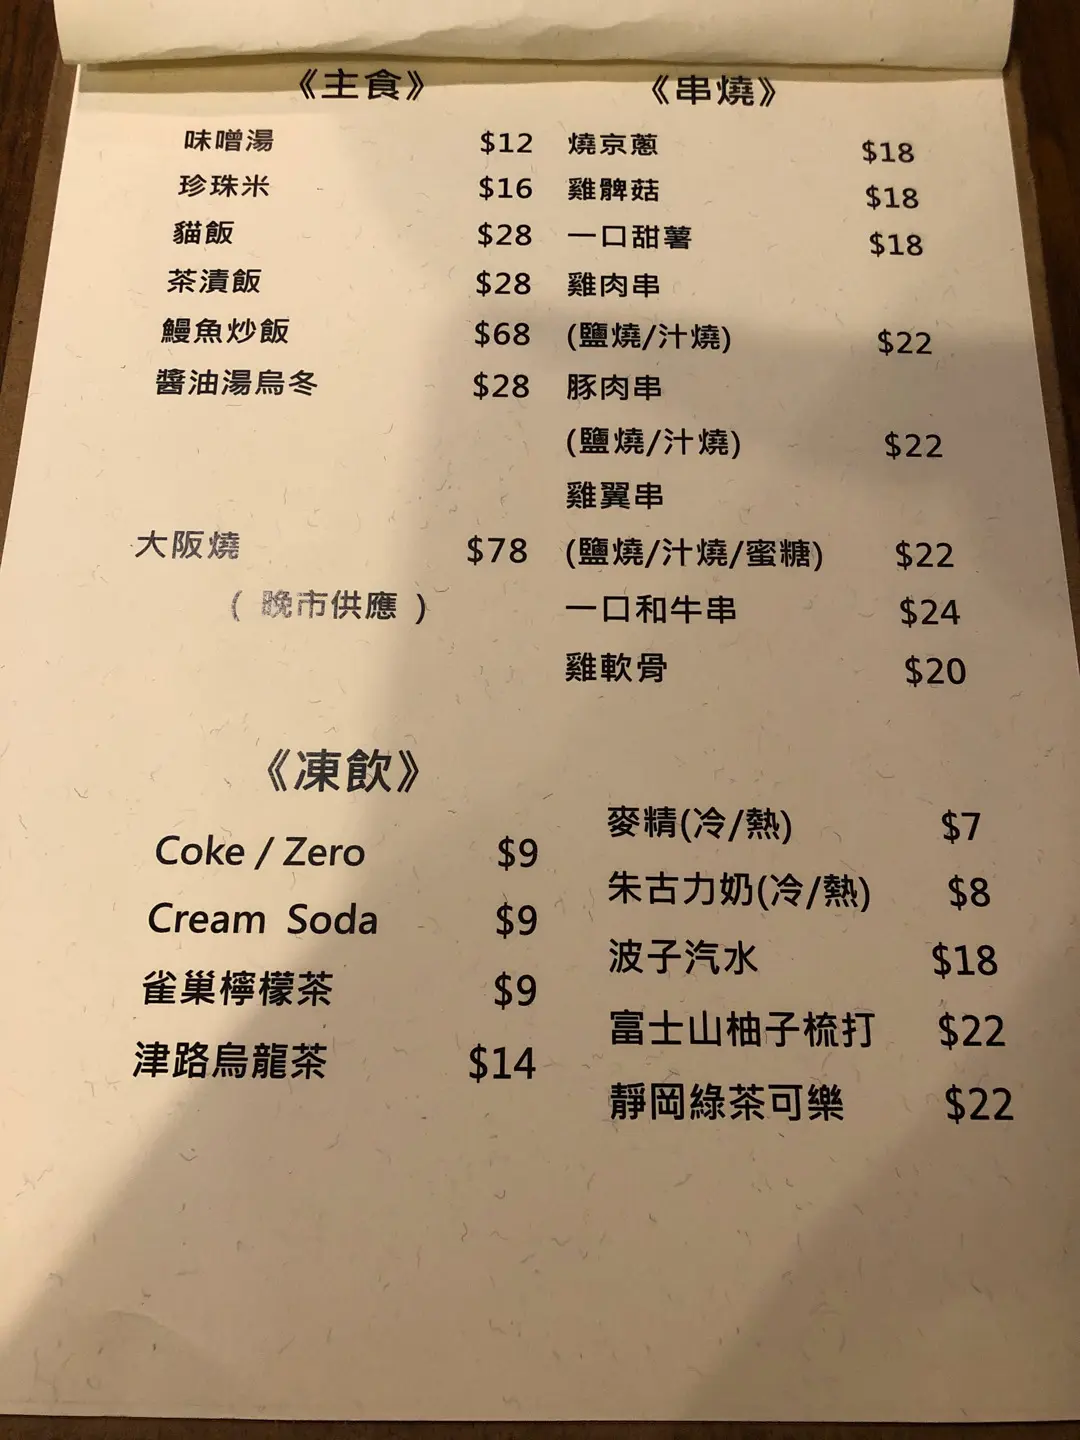 《主食》
味噌湯 $12
珍珠米 $16
貓飯 $28
茶漬飯 $28
鰻魚炒飯 $68
醬油湯烏冬 $28
大阪燒 $78
( 晚市供應 )
《串燒》
燒京蔥 $18
雞髀菇 $18
一口甜薯 $18
雞肉串
(鹽燒/汁燒) $22
豚肉串
(鹽燒/汁燒) $22
雞翼串
(鹽燒/汁燒/蜜糖) $22
一口和牛串 $24
雞軟骨 $20
《凍飲》
Coke / Zero $9
Cream Soda $9
雀巢檸檬茶 $9
津路烏龍茶 $14
麥精(冷/熱) $7
朱古力奶(冷/熱) $8
波子汽水 $18
富士山柚子梳打 $22
靜岡綠茶可樂 $22